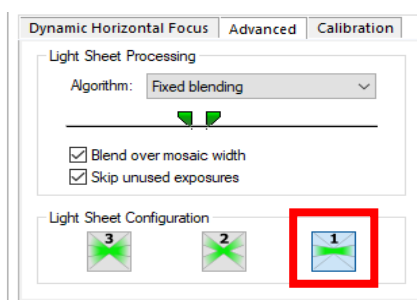 Dynamic Horizontal Focus Advanced Calibration
Light Sheet Processing
Algorithm: Fixed blending
Blend over mosaic width
Skip unused exposures
Light Sheet Configuration
3 2 1